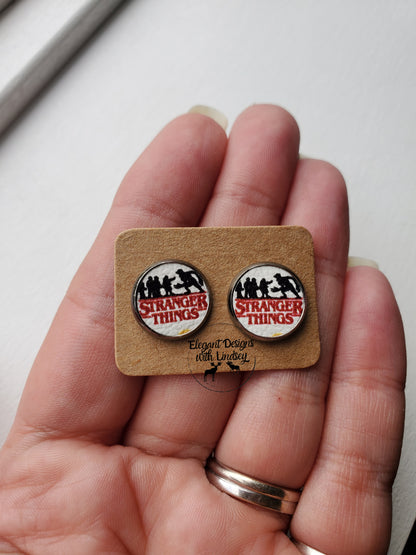 STRANGER
THINGS
STRANGER
THINGS
Elegant Designs
with Lindsey